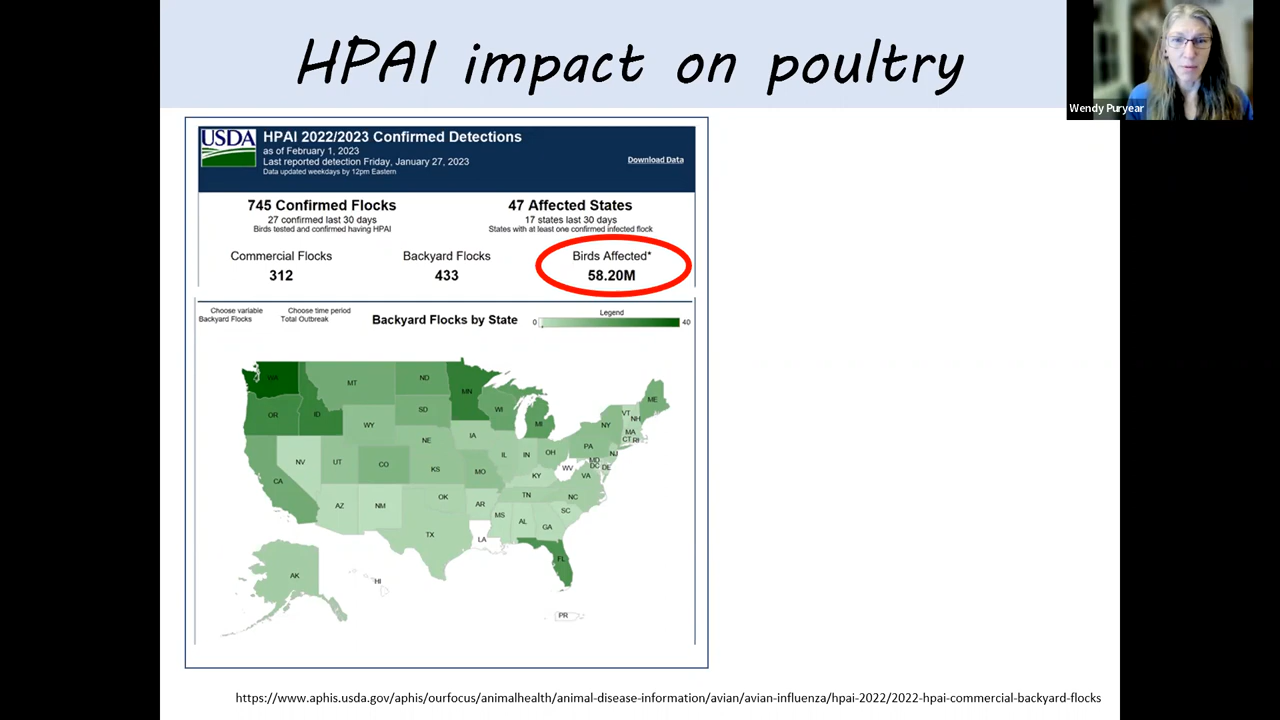 HPAI impact on poultry
Wendy Puryear
USDA
HPAI 2022/2023 Confirmed Detections
as of February 1, 2023
Last reported detection Friday, January 27, 2023
Data updated weekdays by 12pm Eastern
Download Data
745 Confirmed Flocks
27 confirmed last 30 days
Birds tested and confirmed having HPAI
47 Affected States
17 states last 30 days
States with at least one confirmed infected flock
Commercial Flocks
312
Backyard Flocks
433
Birds Affected*
58.20M
Choose variable
Backyard Flocks
Choose time period
Total Outbreak
Backyard Flocks by State
Legend
0
40
WA
MT
ND
MN
OR
ID
SD
WI
MI
ME
VT
NH
WY
NY
MA
CT RI
NE
IA
IL
IN
OH
PA
NJ
NV
UT
CO
KS
MO
WV
MD
DC
DE
VA
CA
KY
AZ
NM
OK
AR
TN
NC
MS
AL
GA
SC
TX
LA
FL
AK
HI
PR
https://www.aphis.usda.gov/aphis/ourfocus/animalhealth/animal-disease-information/avian/avian-influenza/hpai-2022/2022-hpai-commercial-backyard-flocks